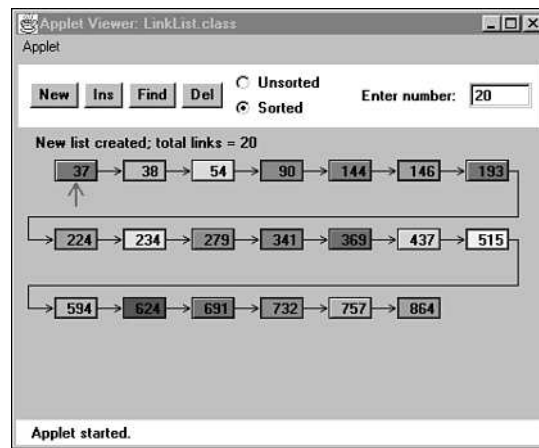 Applet Viewer: LinkList.class
Applet
New Ins Find Del Unsorted Sorted Enter number: 20
New list created; total links = 20
37 38 54 90 144 146 193
224 234 279 341 369 437 515
594 624 691 732 757 864
Applet started.